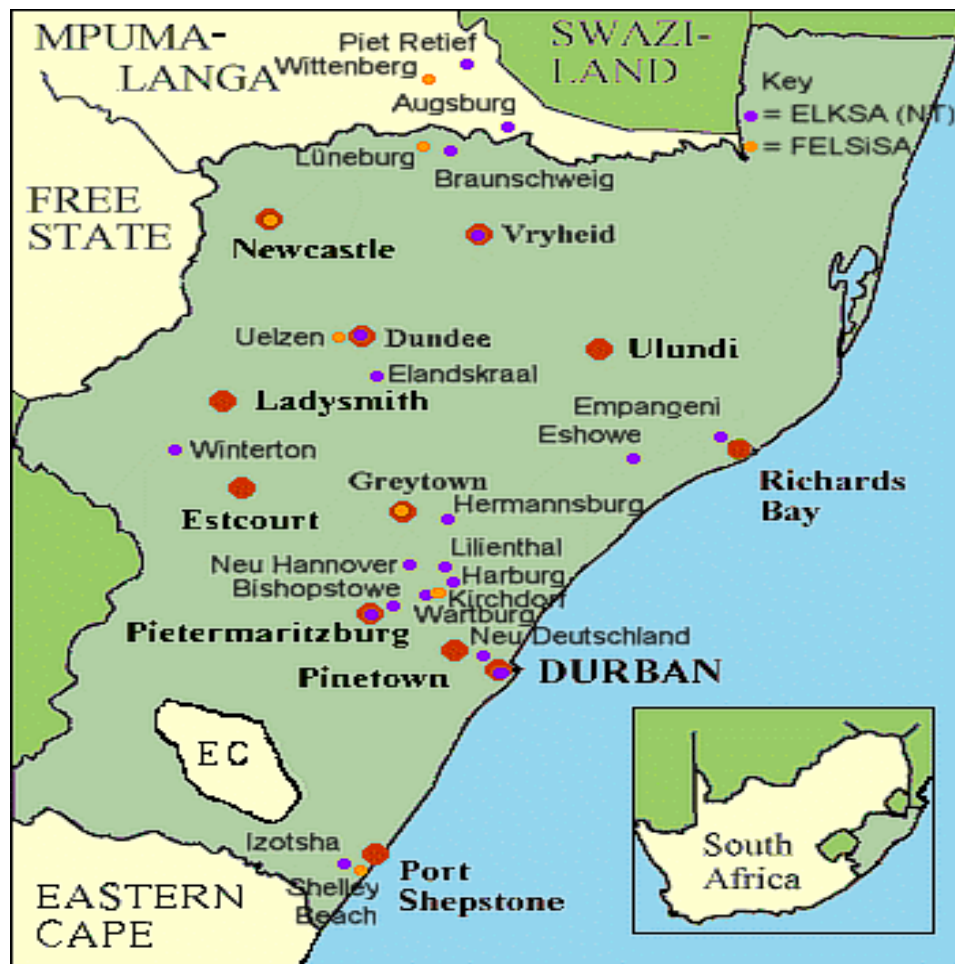 MPUMA-
LANGA
Piet Retief
Wittenberg
Augsburg
SWAZI-
LAND
Key
= ELKSA (NT)
= FELSiSA
Lüneburg
Braunschweig
FREE
STATE
Newcastle
Vryheid
Uelzen
Dundee
Ulundi
Elandskraal
Ladysmith
Empangeni
Eshowe
Winterton
Richards
Bay
Greytown
Estcourt
Hermannsburg
Lilienthal
Neu Hannover
Harburg
Bishopstowe
Kirchdorf
Wartburg
Pietermaritzburg
Neu Deutschland
Pinetown
DURBAN
EC
Izotsha
Port
Shepstone
Shelley
Beach
EASTERN
CAPE
South
Africa